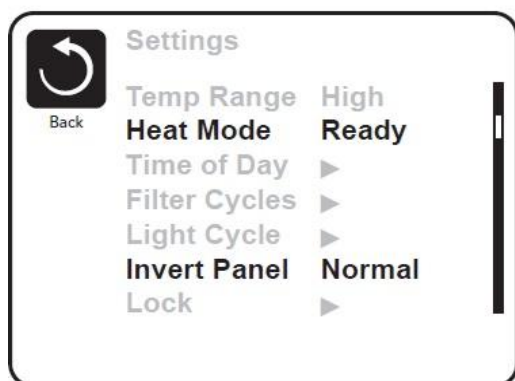 Settings
Back
Temp Range High
Heat Mode Ready
Time of Day
Filter Cycles
Light Cycle
Invert Panel Normal
Lock